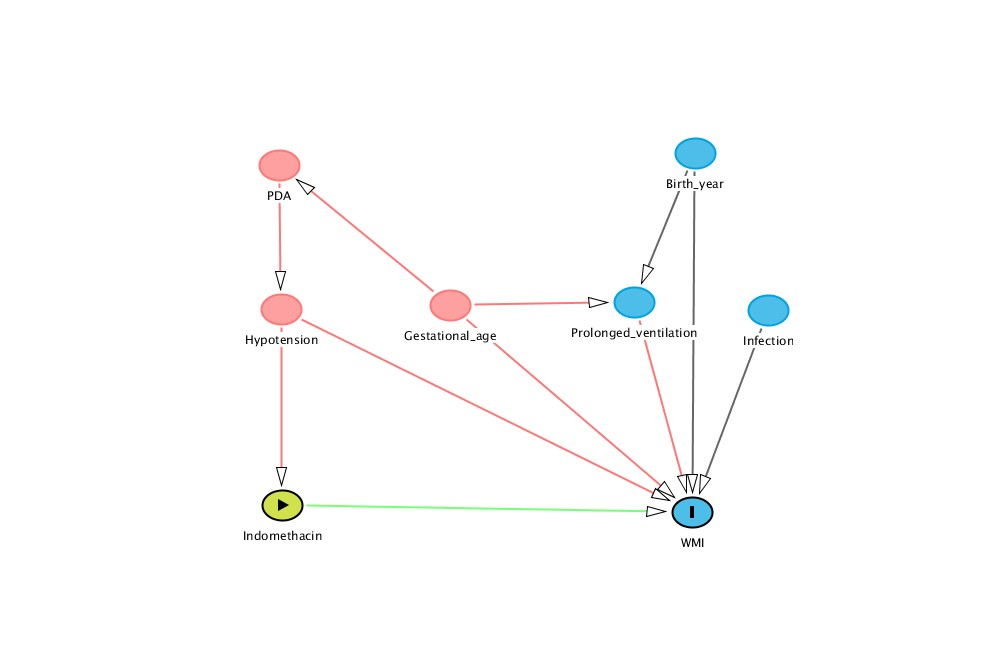 Birth_year
PDA
Gestational_age
Prolonged_ventilation
Hypotension
Infection
Indomethacin
WMI